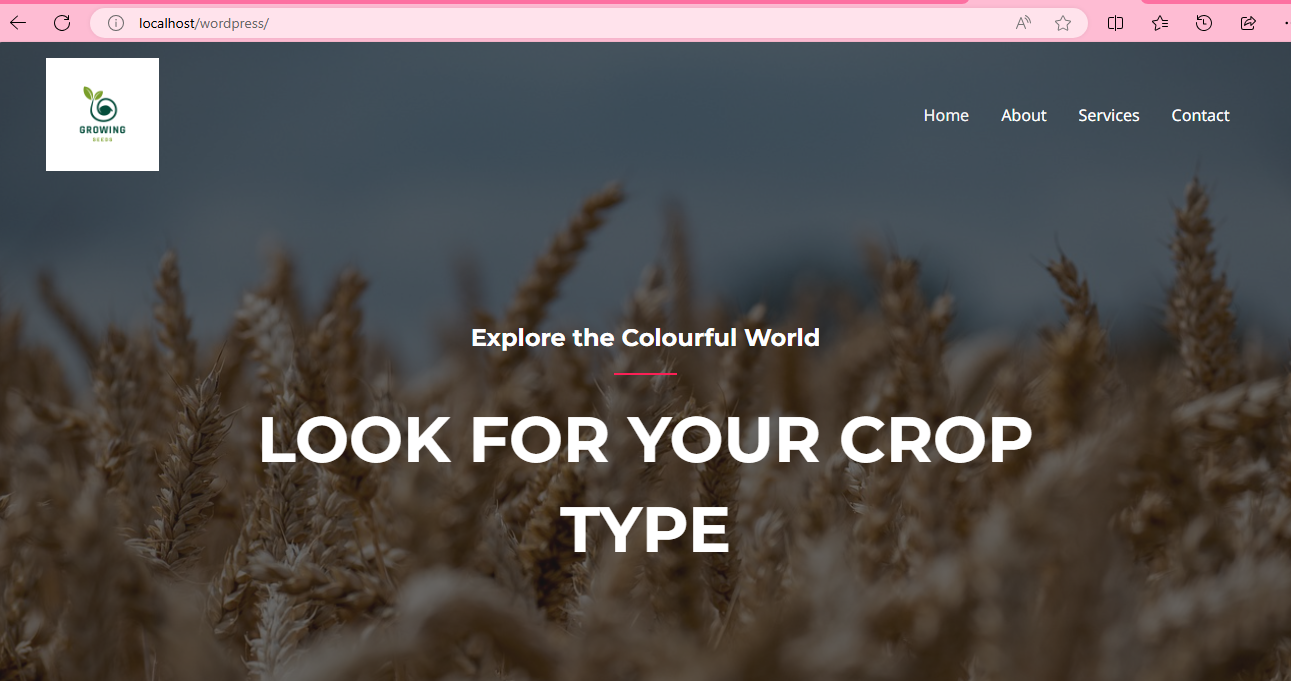 localhost/wordpress/
GROWING
SEEDS
Home About Services Contact
Explore the Colourful World
LOOK FOR YOUR CROP
TYPE